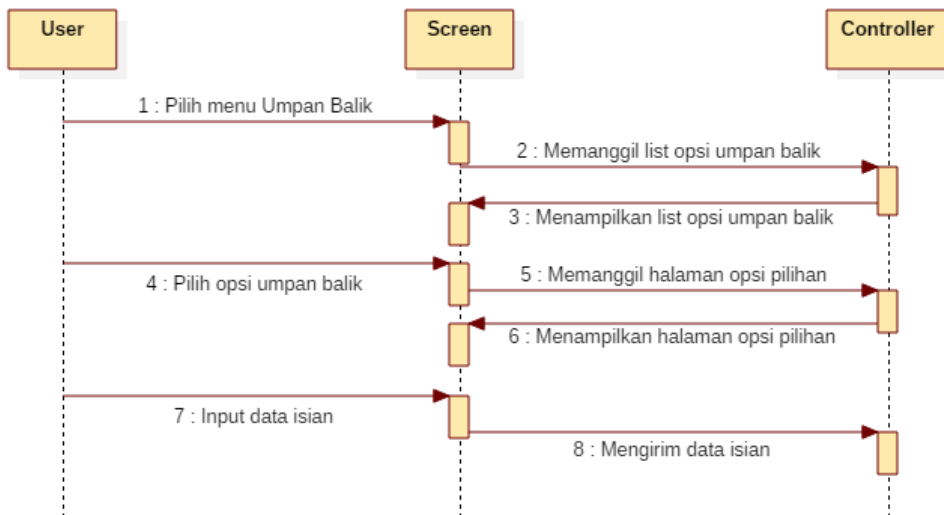 User
Screen
Controller
1 : Pilih menu Umpan Balik
2 : Memanggil list opsi umpan balik
3 : Menampilkan list opsi umpan balik
4 : Pilih opsi umpan balik
5 : Memanggil halaman opsi pilihan
6 : Menampilkan halaman opsi pilihan
7 : Input data isian
8 : Mengirim data isian